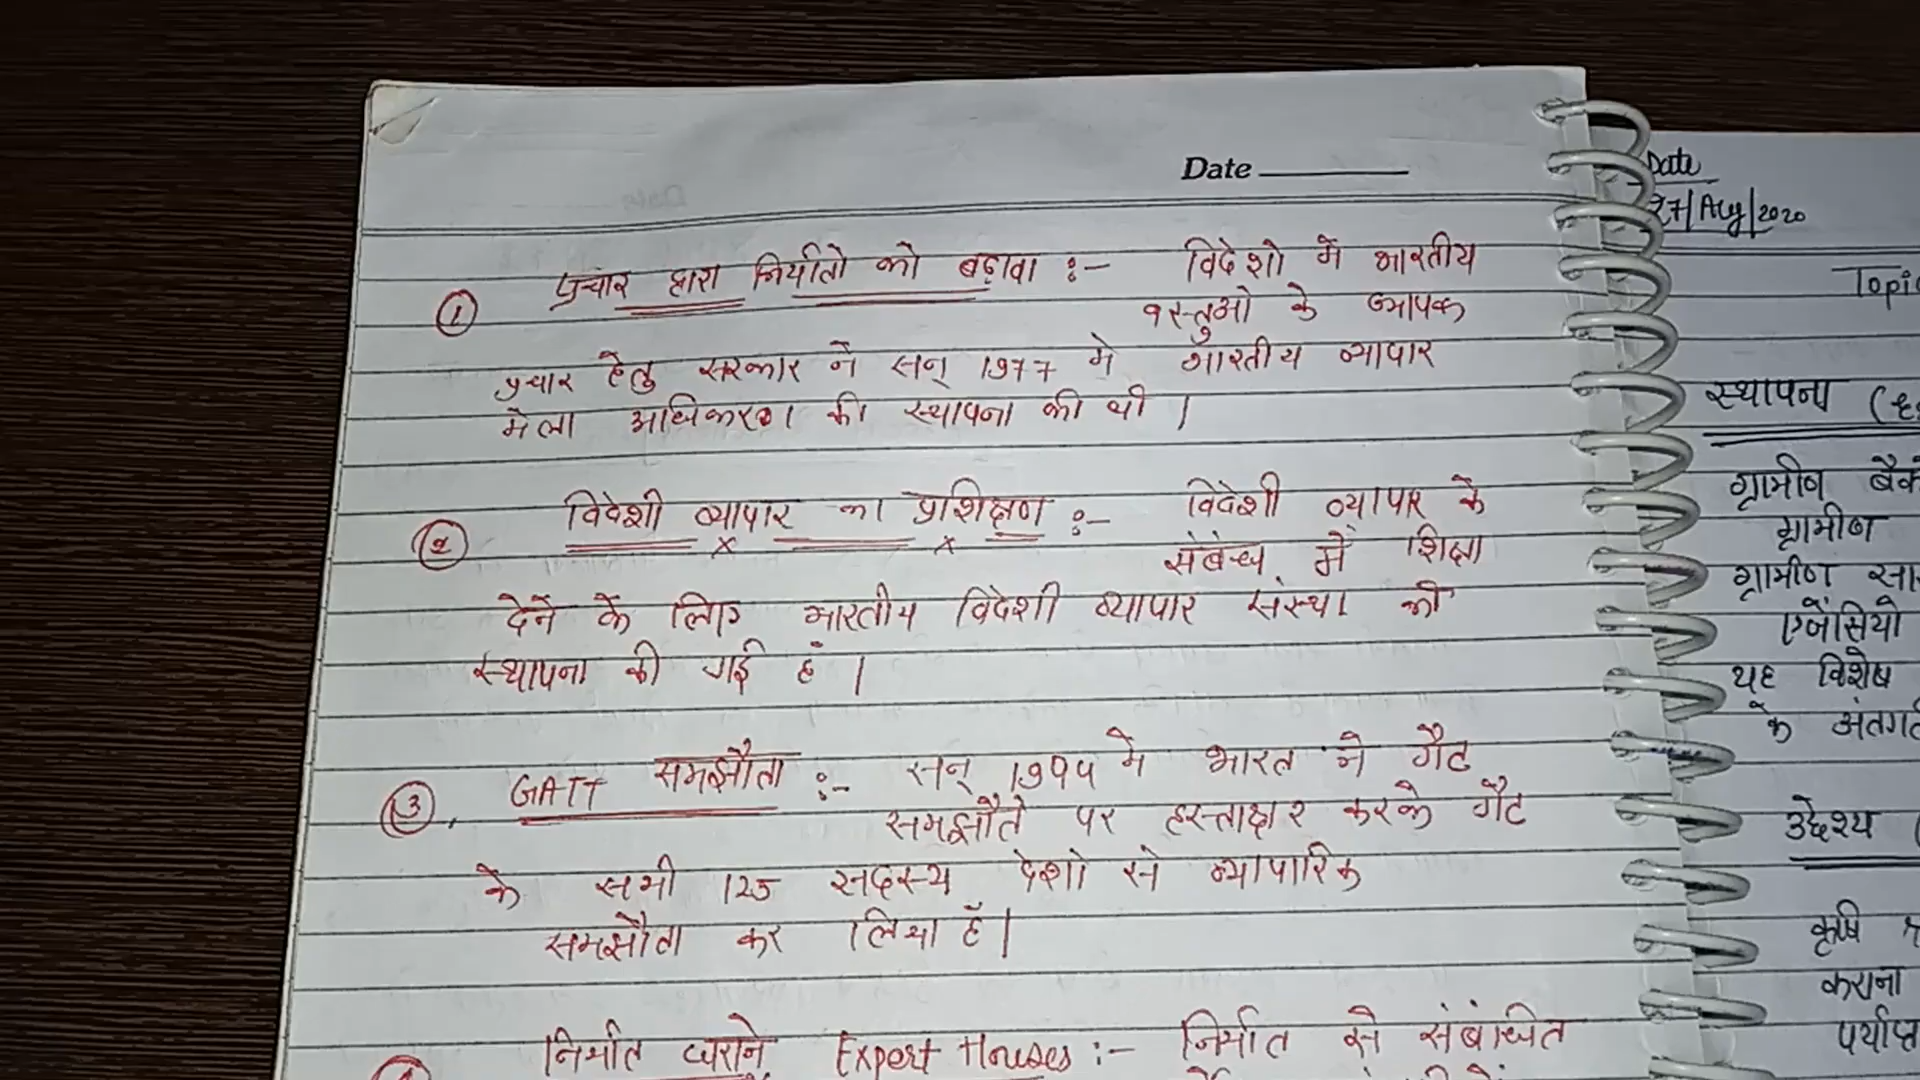 Date
① प्रचार द्वारा निर्यातो को बढ़ावा :- विदेशो में भारतीय
वस्तुओ के व्यापक
प्रचार हेतु सरकार ने सन् 1977 मे भारतीय व्यापार
मेला अधिकरण की स्थापना की थी ।
② विदेशी व्यापार का प्रशिक्षण :- विदेशी व्यापार के
संबंन्ध में शिक्षा
देनें के लिए भारतीय विदेशी व्यापार संस्था की
स्थापना की गई हैं ।
③. GATT समझौता :- सन् 1994 मे भारत ने गैट
समझौते पर हस्ताक्षर करके गैट
के सभी 125 सदस्य देशो से व्यापारिक
समझौता कर लिया हैं ।
निर्यात घराने Export Houses :- निर्यात से संबंधित
Date
27/Aug/2020
Topic
स्थापना
ग्रामीण बैंक
ग्रामीण
ग्रामीण
एजेंसियो
यह विशेष
के अंतर्गत
उद्देश्य
कृषि
कराना
पर्याप्त